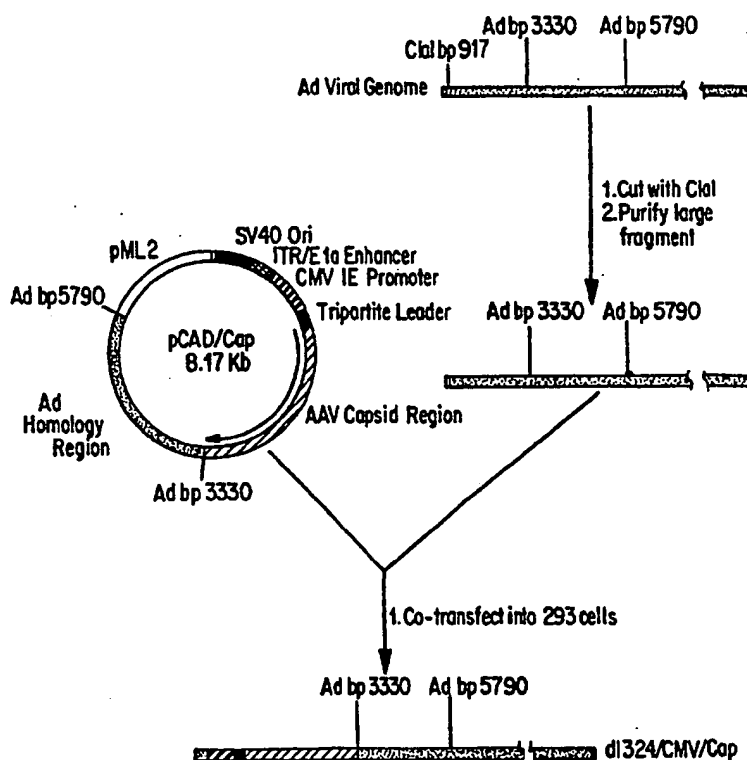 Ad bp 3330 Ad bp 5790
ClaI bp 917
Ad Viral Genome
1. Cut with ClaI
2. Purify large
fragment
SV40 Ori
pML2
ITR/E1a Enhancer
CMV IE Promoter
Ad bp 5790
Tripartite Leader
Ad bp 3330 Ad bp 5790
pCAD/Cap
8.17 Kb
Ad
Homology
Region
AAV Capsid Region
Ad bp 3330
1. Co-transfect into 293 cells
Ad bp 3330 Ad bp 5790
dl324/CMV/Cap